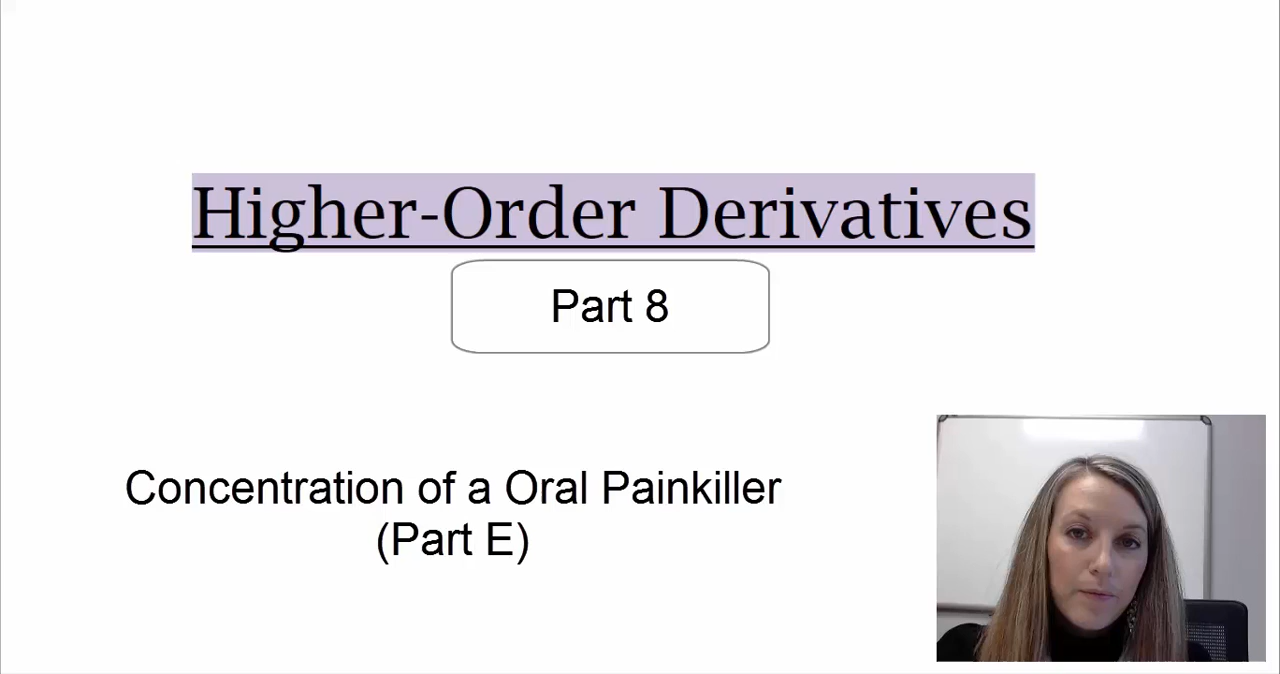 Higher-Order Derivatives
Part 8
Concentration of a Oral Painkiller
(Part E)